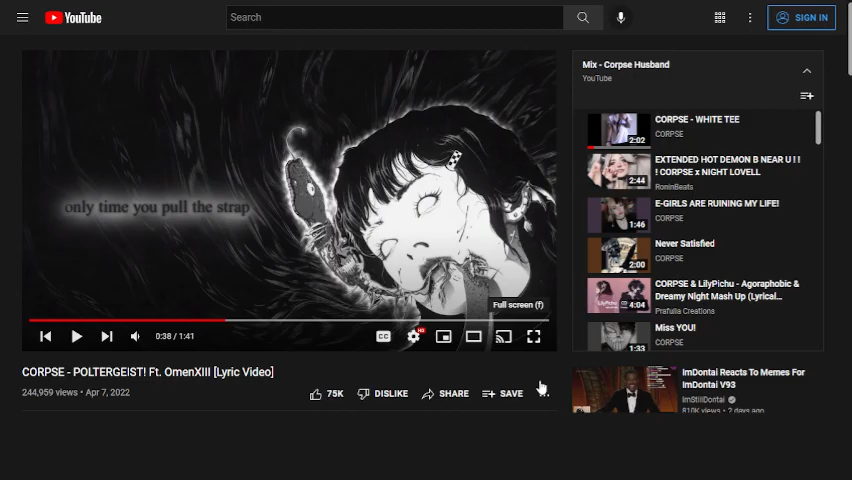 YouTube
Search
SIGN IN
only time you pull the strap
Full screen (f)
CC
HD
0:38 / 1:41
CORPSE - POLTERGEIST! Ft. OmenXIII [Lyric Video]
244,959 views • Apr 7, 2022
75K
DISLIKE
SHARE
SAVE
Mix - Corpse Husband
YouTube
2:02
CORPSE - WHITE TEE
CORPSE
2:44
EXTENDED HOT DEMON B NEAR U ! !
! CORPSE x NIGHT LOVELL
RoninBeats
1:46
E-GIRLS ARE RUINING MY LIFE!
CORPSE
2:00
Never Satisfied
CORPSE
4:04
CORPSE & LilyPichu - Agoraphobic &
Dreamy Night Mash Up (Lyrical...
Prafulla Creations
1:33
Miss YOU!
CORPSE
ImDontai Reacts To Memes For
ImDontai V93
ImStillDontai
810K views • 2 days ago